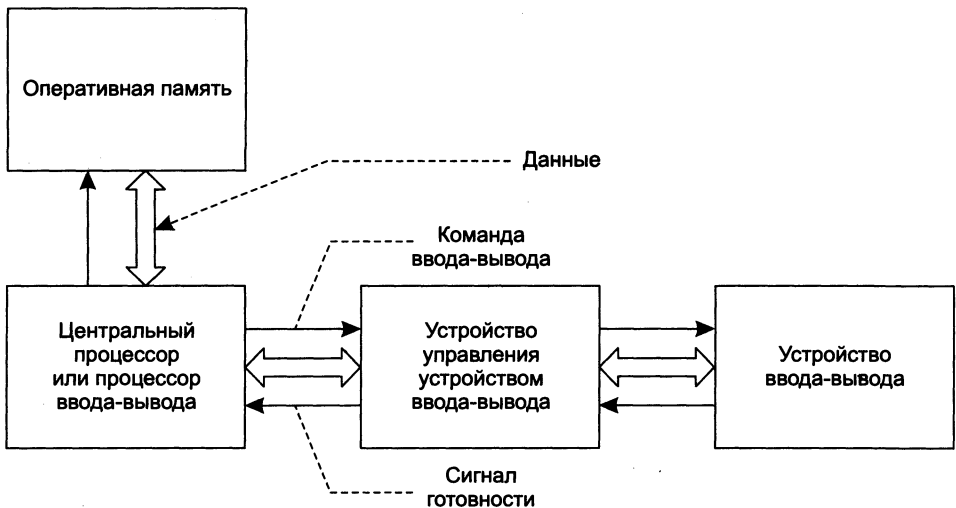 Оперативная память
Данные
Команда
ввода-вывода
Центральный
процессор
или процессор
ввода-вывода
Устройство
управления
устройством
ввода-вывода
Устройство
ввода-вывода
Сигнал
готовности